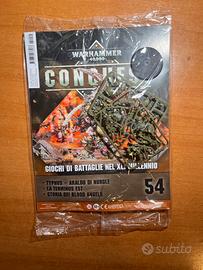 WARHAMMER
40,000
CONQUEST
GIOCHI DI BATTAGLIE NEL XLI MILLENNIO
- TYPHUS - ARALDO DI NURGLE
- LA TERMINUS EST
- STORIA DEI BLOOD ANGELS
54
subito